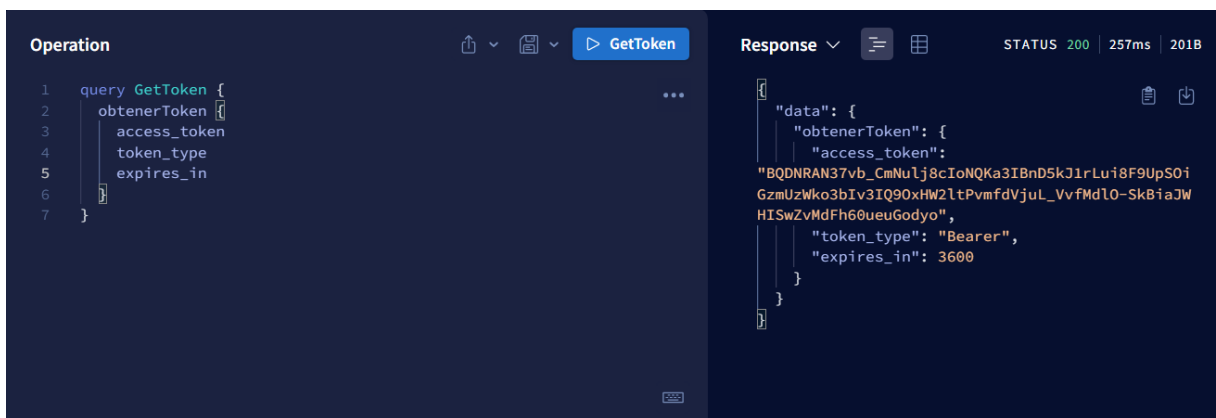 Operation
GetToken
1 query GetToken {
2 obtenerToken {
3 access_token
4 token_type
5 expires_in
6 }
7 }
Response
STATUS 200 257ms 201B
{
"data": {
"obtenerToken": {
"access_token":
"BQDNRAN37vb_CmNulj8cIoNQKa3IBnD5kJ1rLui8F9UpSOi
GzmUzWko3bIv3IQ9OxHW2ltPvmfdVjuL_VvfMdlO-SkBiaJW
HISwZvMdFh60ueuGodyo",
"token_type": "Bearer",
"expires_in": 3600
}
}
}